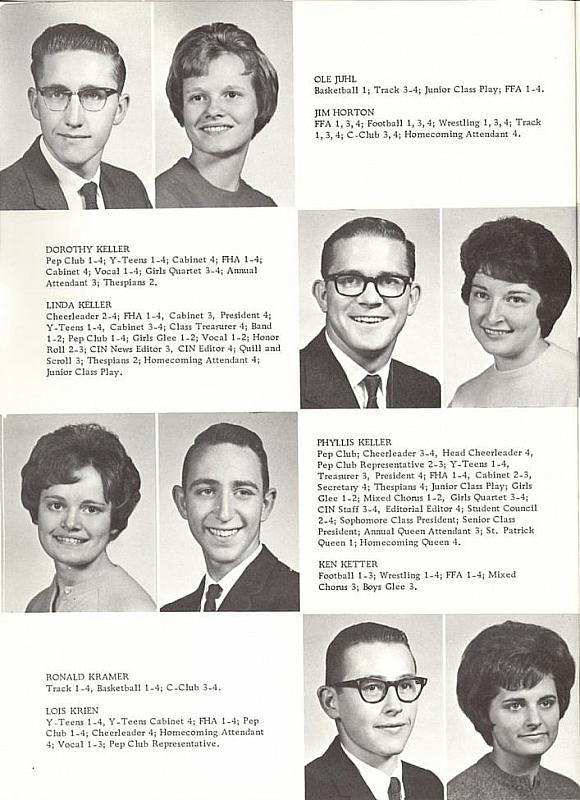 OLE JUHL
Basketball 1; Track 3-4; Junior Class Play; FFA 1-4.
JIM HORTON
FFA 1, 3, 4; Football 1, 3, 4; Wrestling 1, 3, 4; Track
1, 3, 4; C-Club 3, 4; Homecoming Attendant 4.
DOROTHY KELLER
Pep Club 1-4; Y-Teens 1-4; Cabinet 4; FHA 1-4;
Cabinet 4; Vocal 1-4; Girls Quartet 3-4; Annual
Attendant 3; Thespians 2.
LINDA KELLER
Cheerleader 2-4; FHA 1-4, Cabinet 3, President 4;
Y-Teens 1-4, Cabinet 3-4; Class Treasurer 4; Band
1-2; Pep Club 1-4; Girls Glee 1-2; Vocal 1-2; Honor
Roll 2-3; CIN News Editor 3, CIN Editor 4; Quill and
Scroll 3; Thespians 2; Homecoming Attendant 4;
Junior Class Play.
PHYLLIS KELLER
Pep Club; Cheerleader 3-4, Head Cheerleader 4,
Pep Club Representative 2-3; Y-Teens 1-4,
Treasurer 3, President 4; FHA 1-4, Cabinet 2-3,
Secretary 4; Thespians 4; Junior Class Play; Girls
Glee 1-2; Mixed Chorus 1-2, Girls Quartet 3-4;
CIN Staff 3-4, Editorial Editor 4; Student Council
2-4; Sophomore Class President; Senior Class
President; Annual Queen Attendant 3; St. Patrick
Queen 1; Homecoming Queen 4.
KEN KETTER
Football 1-3; Wrestling 1-4; FFA 1-4; Mixed
Chorus 3; Boys Glee 3.
RONALD KRAMER
Track 1-4, Basketball 1-4; C-Club 3-4.
LOIS KRIEN
Y-Teens 1-4, Y-Teens Cabinet 4; FHA 1-4; Pep
Club 1-4; Cheerleader 4; Homecoming Attendant
4; Vocal 1-3; Pep Club Representative.